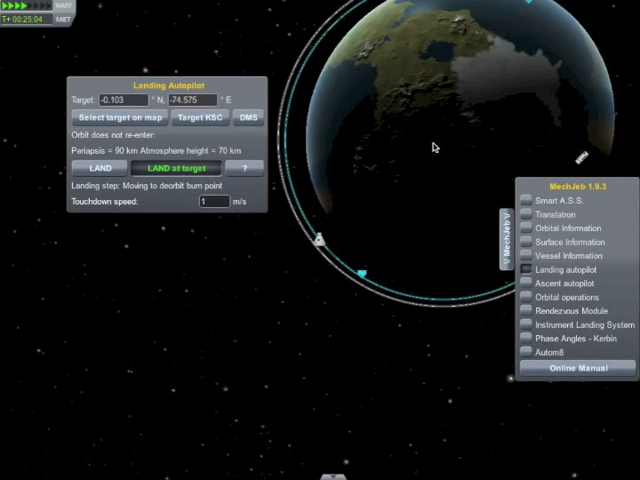 WARP
T+ 00:25:04 MET
Landing Autopilot
Target: -0.103 ° N, -74.575 ° E
Select target on map Target KSC DMS
Orbit does not re-enter:
Periapsis = 90 km Atmosphere height = 70 km
LAND LAND at target ?
Landing step: Moving to deorbit burn point
Touchdown speed: 1 m/s
V MechJeb V
MechJeb 1.9.3
Smart A.S.S.
Translatron
Orbital Information
Surface Information
Vessel Information
Landing autopilot
Ascent autopilot
Orbital operations
Rendezvous Module
Instrument Landing System
Phase Angles - Kerbin
Autom8
Online Manual